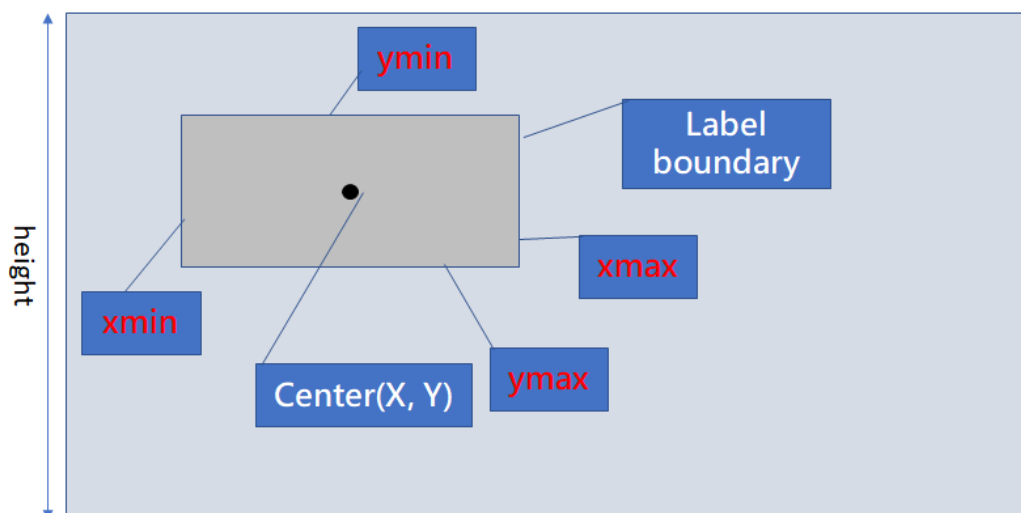 ymin
Label
boundary
height
xmax
xmin
ymax
Center(X, Y)